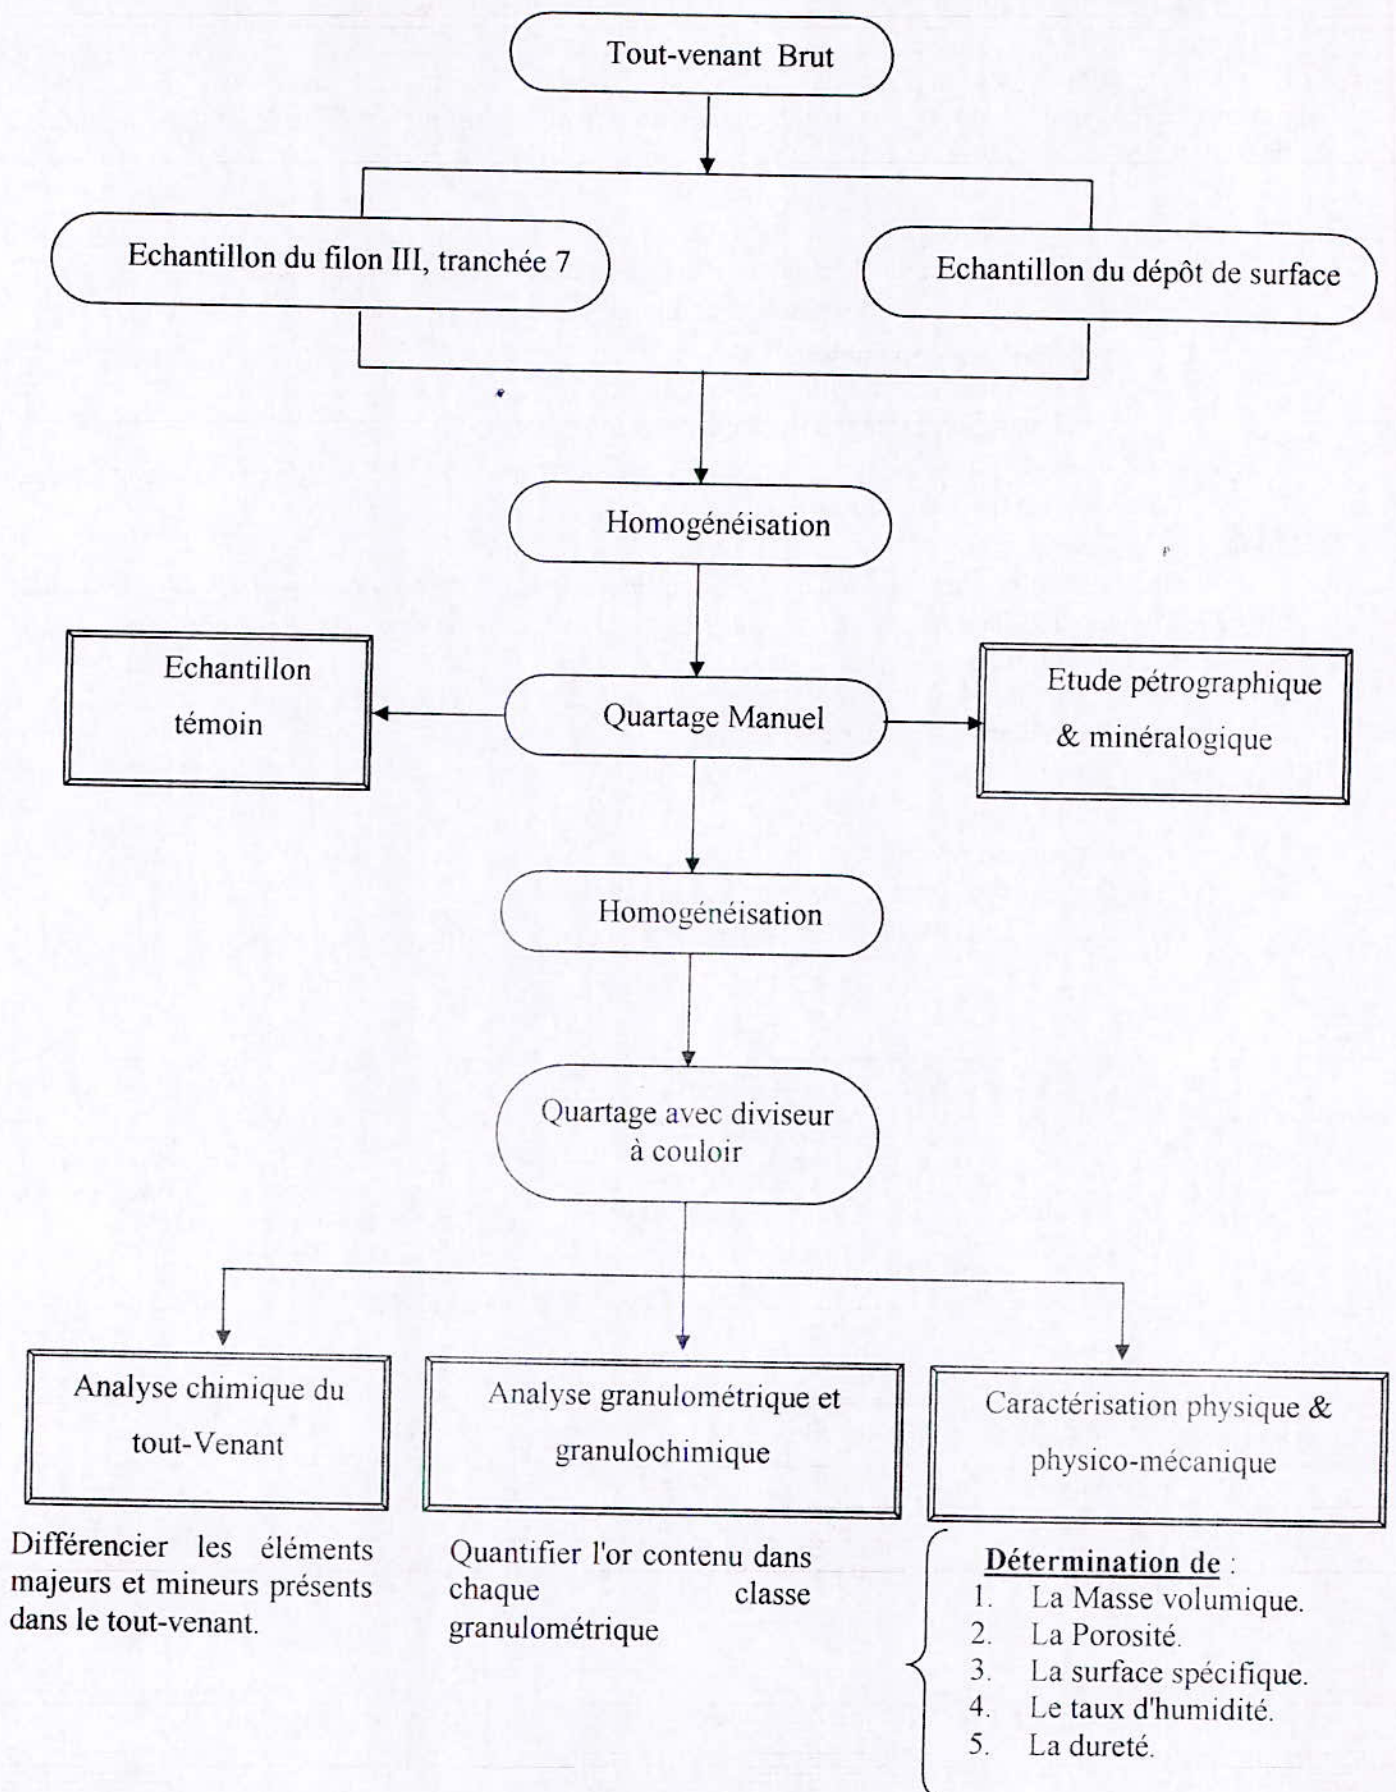 Tout-venant Brut
Echantillon du filon III, tranchée 7
Echantillon du dépôt de surface
Homogénéisation
Echantillon
témoin
Quartage Manuel
Etude pétrographique
& minéralogique
Homogénéisation
Quartage avec diviseur
à couloir
Analyse chimique du
tout-Venant
Analyse granulométrique et
granulochimique
Caractérisation physique &
physico-mécanique
Différencier les éléments
majeurs et mineurs présents
dans le tout-venant.
Quantifier l'or contenu dans
chaque classe
granulométrique
Détermination de :
1. La Masse volumique.
2. La Porosité.
3. La surface spécifique.
4. Le taux d'humidité.
5. La dureté.